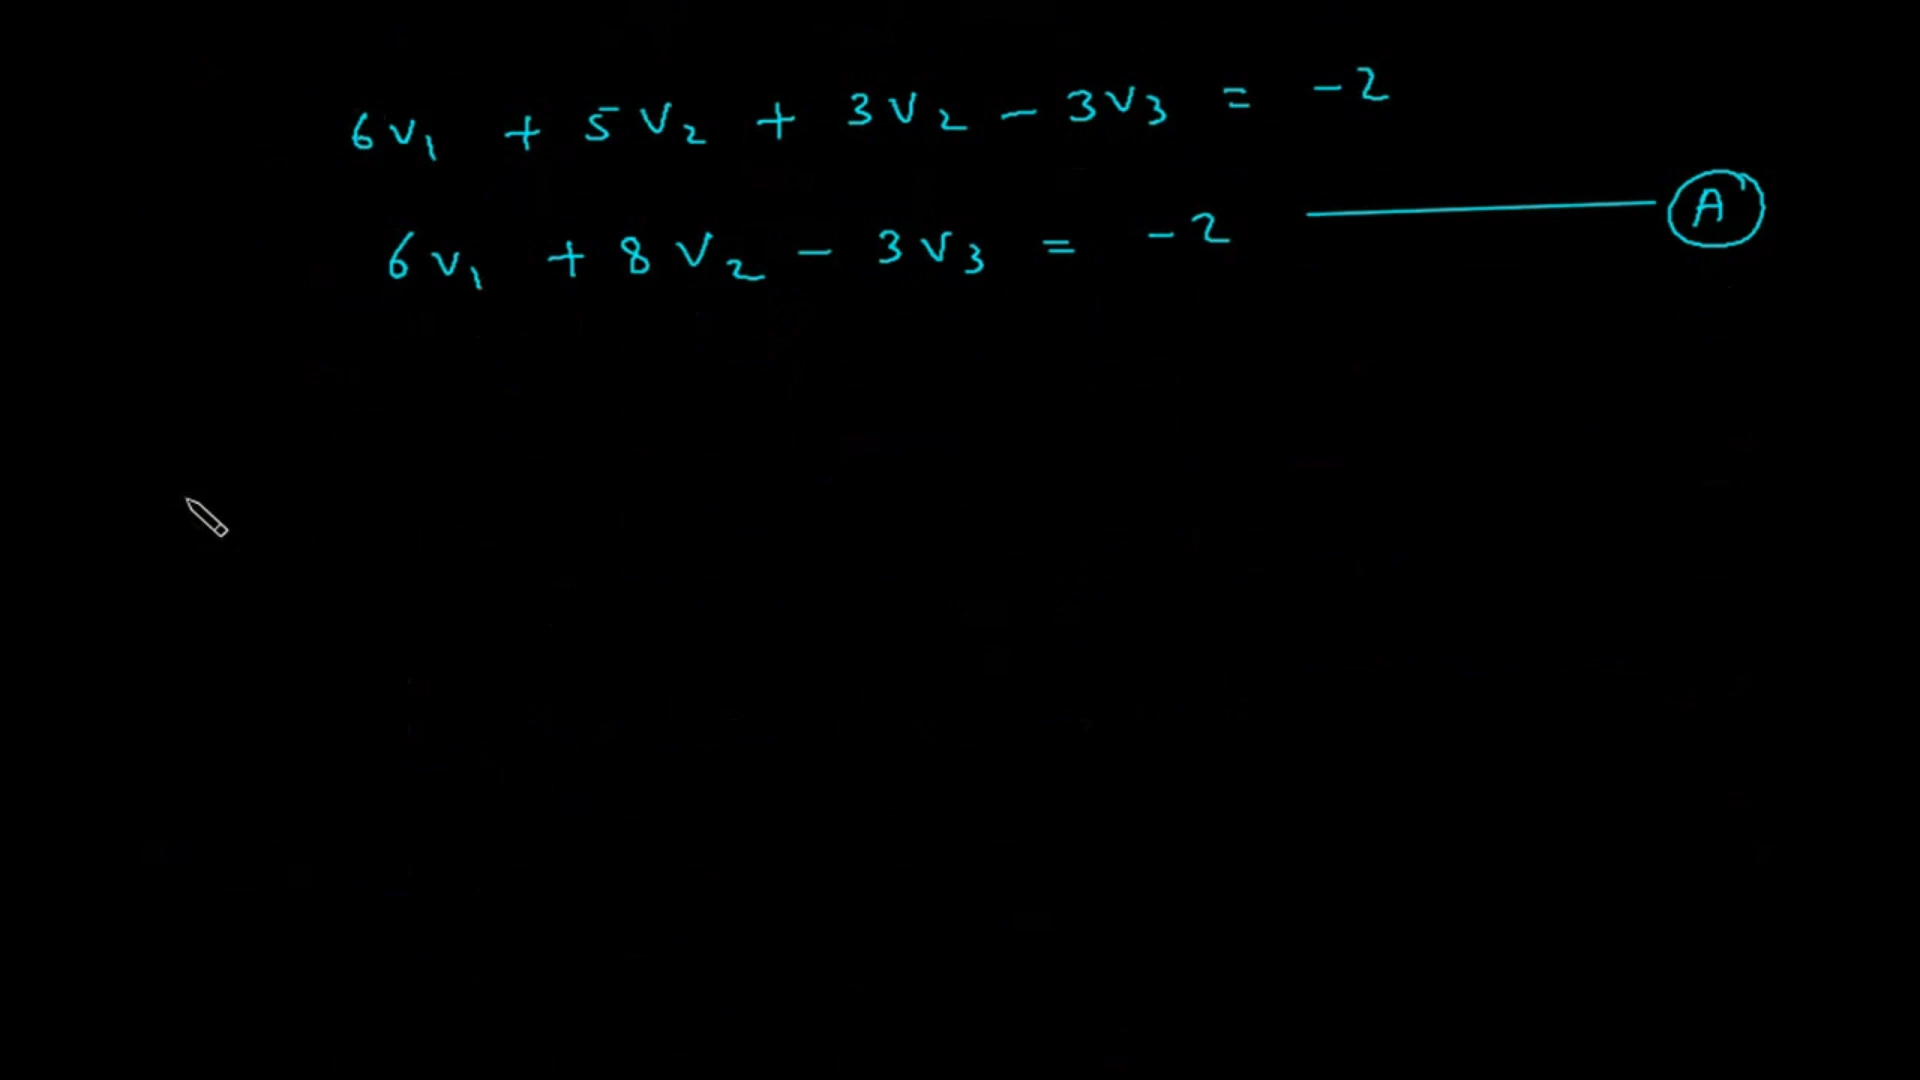 6v₁ + 5v₂ + 3v₂ − 3v₃ = −2
6v₁ + 8v₂ − 3v₃ = −2 ——— A